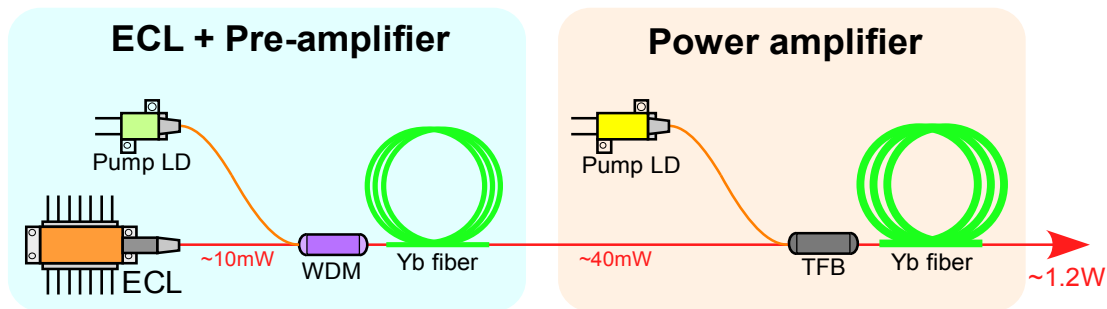 ECL + Pre-amplifier
Power amplifier
Pump LD
Pump LD
~10mW
WDM
Yb fiber
~40mW
TFB
Yb fiber
~1.2W
ECL